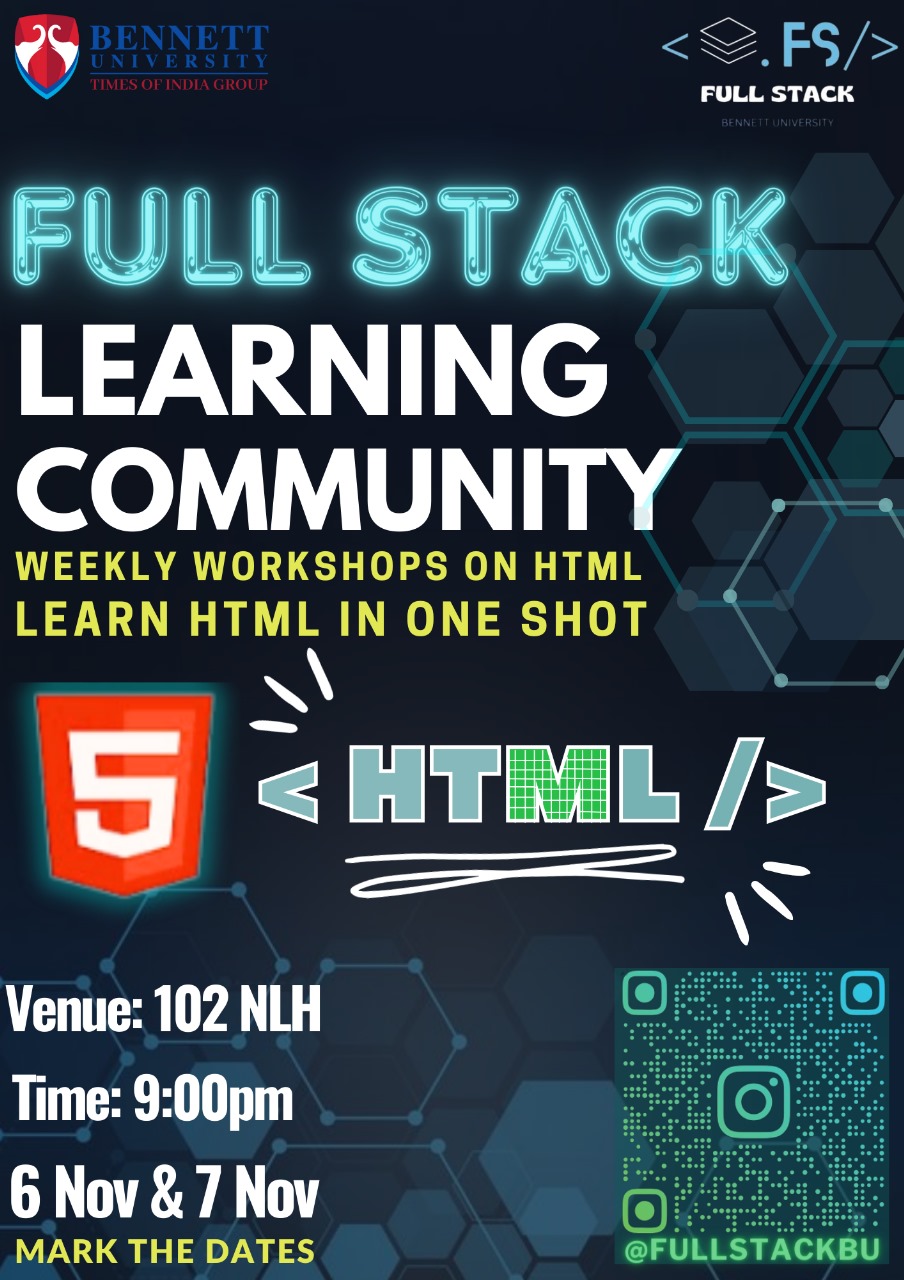 BENNETT
UNIVERSITY
TIMES OF INDIA GROUP
< . FS/>
FULL STACK
BENNETT UNIVERSITY
FULL STACK
LEARNING
COMMUNITY
WEEKLY WORKSHOPS ON HTML
LEARN HTML IN ONE SHOT
5
< HTML />
Venue: 102 NLH
Time: 9:00pm
6 Nov & 7 Nov
MARK THE DATES
@FULLSTACKBU